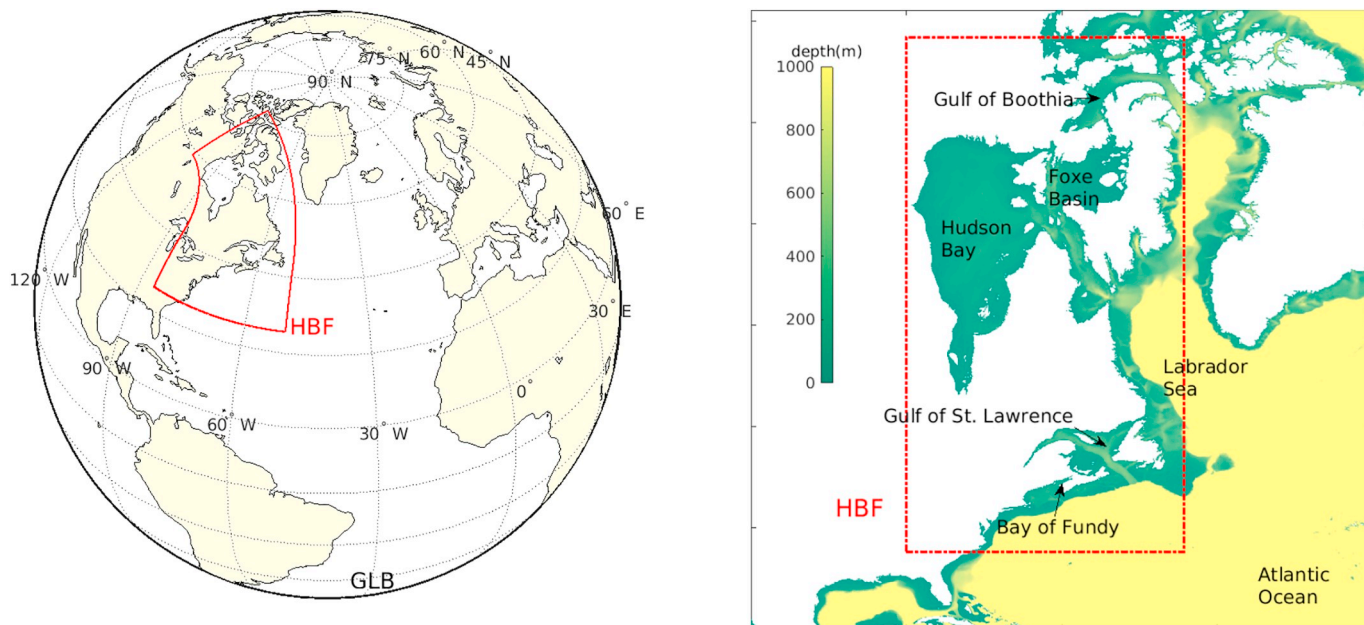 60° N
75° N
45° N
90° N
60° E
120° W
30° E
HBF
90° W
0°
60° W
30° W
GLB
depth(m)
1000
800
600
400
200
0
Gulf of Boothia
Foxe
Basin
Hudson
Bay
Labrador
Sea
Gulf of St. Lawrence
HBF
Bay of Fundy
Atlantic
Ocean